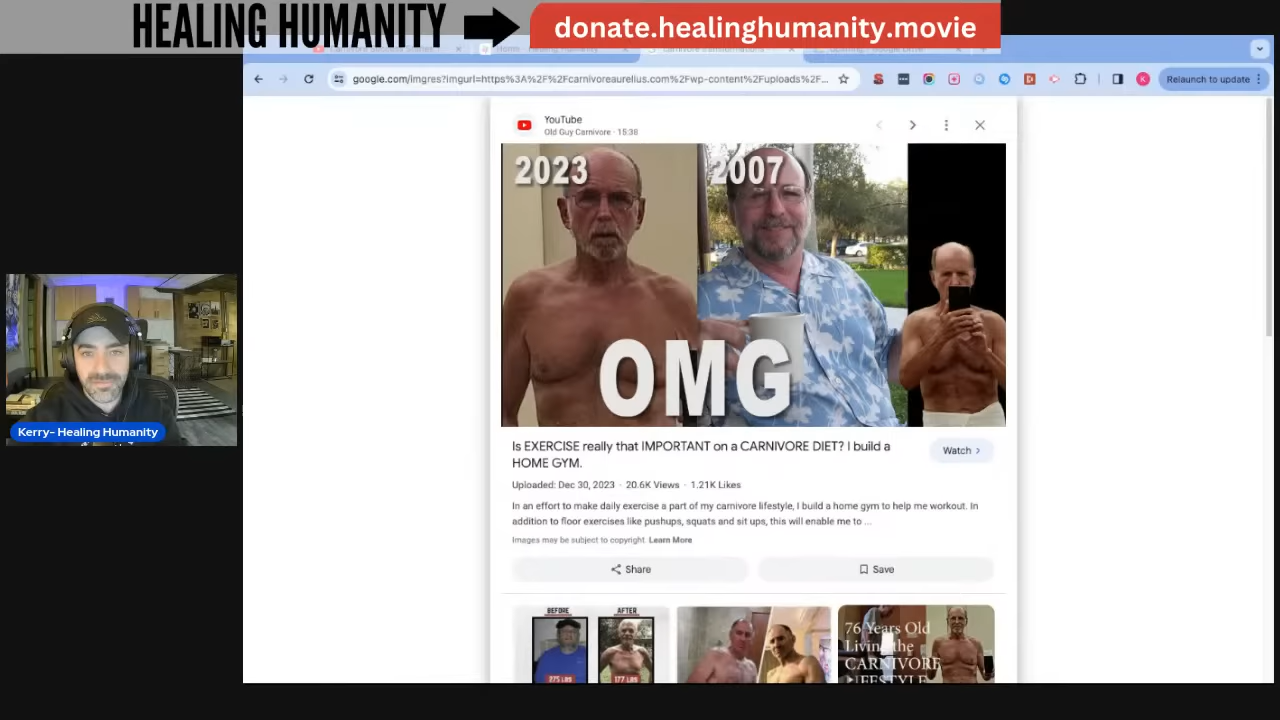 HEALING HUMANITY
donate.healinghumanity.movie
google.com/imgres?imgurl=https%3A%2F%2Fcarnivoreaurelius.com%2Fwp-content%2Fuploads%2F...
Relaunch to update
YouTube
Old Guy Carnivore · 15:38
2023
2007
OMG
Is EXERCISE really that IMPORTANT on a CARNIVORE DIET? I build a
HOME GYM.
Watch
Uploaded: Dec 30, 2023 · 20.6K Views · 1.21K Likes
In an effort to make daily exercise a part of my carnivore lifestyle, I build a home gym to help me workout. In
addition to floor exercises like pushups, squats and sit ups, this will enable me to ...
Images may be subject to copyright. Learn More
Share
Save
BEFORE
AFTER
275 LBS
177 LBS
76 Years Old
Living the
CARNIVORE
LIFESTYLE
Kerry- Healing Humanity